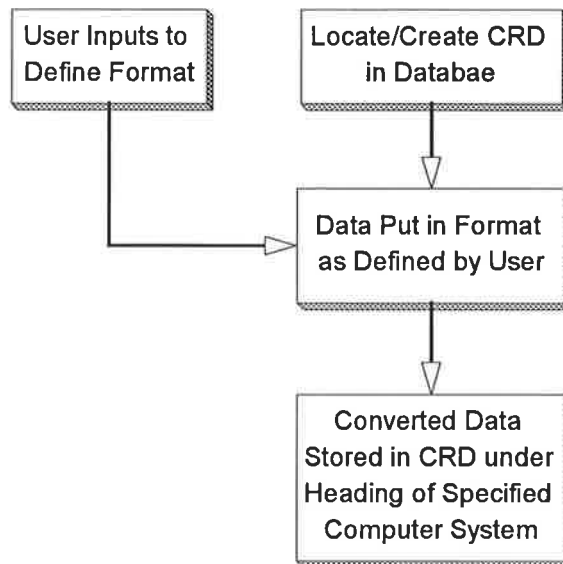 User Inputs to
Define Format
Locate/Create CRD
in Databae
Data Put in Format
as Defined by User
Converted Data
Stored in CRD under
Heading of Specified
Computer System